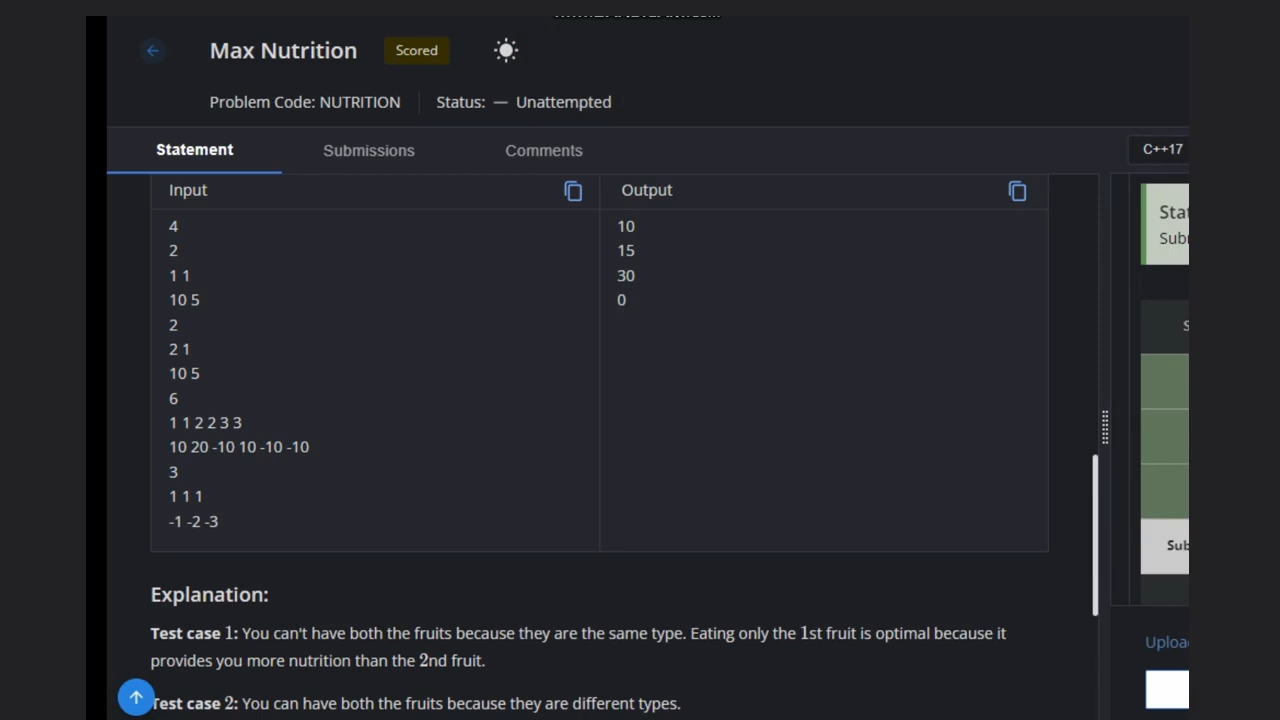 Max Nutrition Scored
Problem Code: NUTRITION Status: — Unattempted
Statement Submissions Comments C++17
Input Output
4
2
1 1
10 5
2
2 1
10 5
6
1 1 2 2 3 3
10 20 -10 10 -10 -10
3
1 1 1
-1 -2 -3
10
15
30
0
Explanation:
Test case 1: You can't have both the fruits because they are the same type. Eating only the 1st fruit is optimal because it
provides you more nutrition than the 2nd fruit.
Test case 2: You can have both the fruits because they are different types.